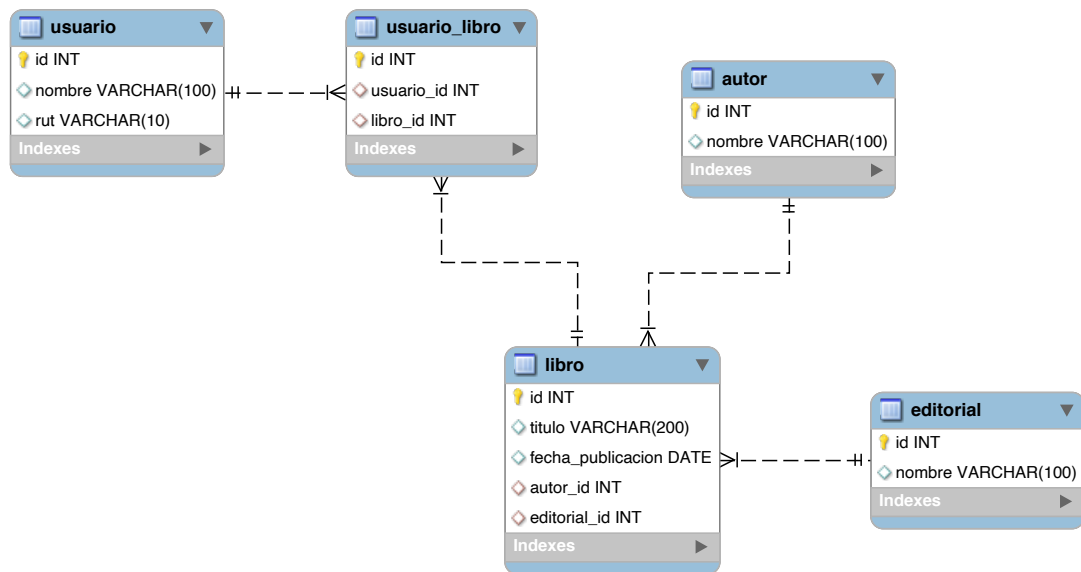 usuario
id INT
nombre VARCHAR(100)
rut VARCHAR(10)
Indexes
usuario_libro
id INT
usuario_id INT
libro_id INT
Indexes
autor
id INT
nombre VARCHAR(100)
Indexes
libro
id INT
titulo VARCHAR(200)
fecha_publicacion DATE
autor_id INT
editorial_id INT
Indexes
editorial
id INT
nombre VARCHAR(100)
Indexes